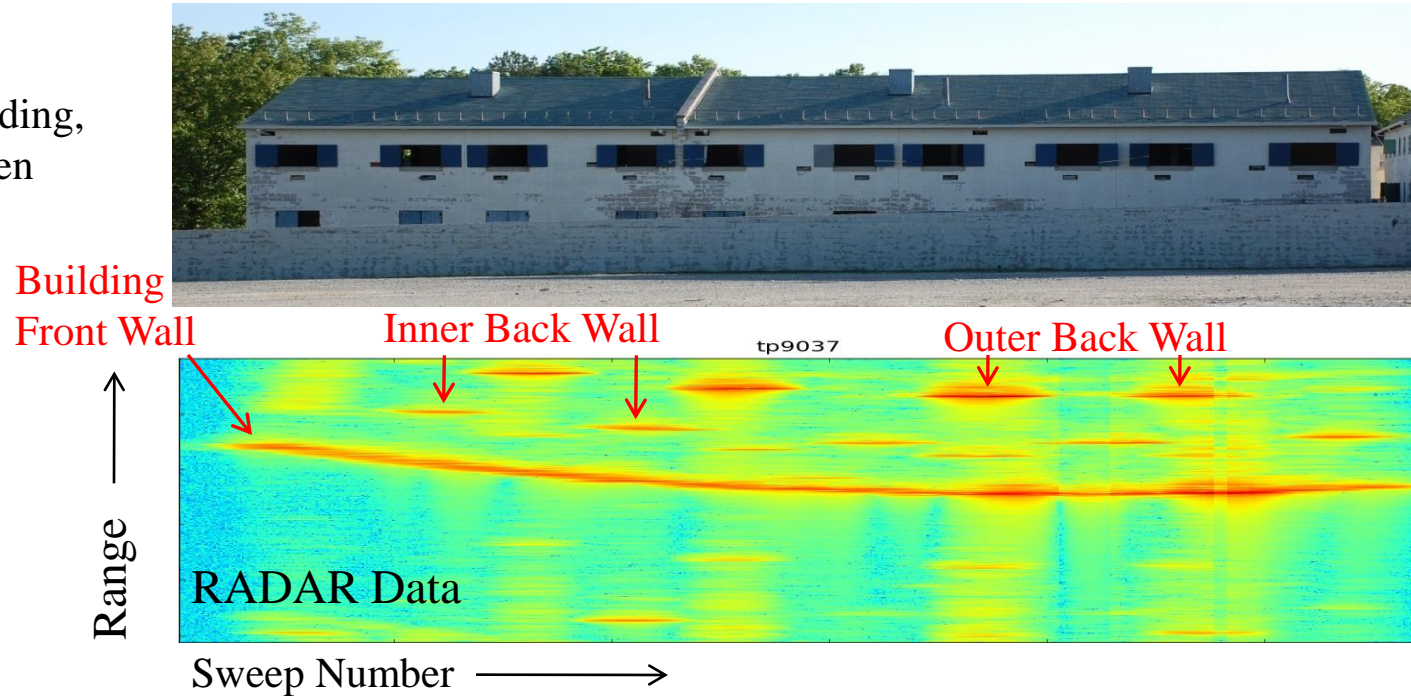 ding,
en
Building
Front Wall
Inner Back Wall
tp9037
Outer Back Wall
Range
RADAR Data
Sweep Number